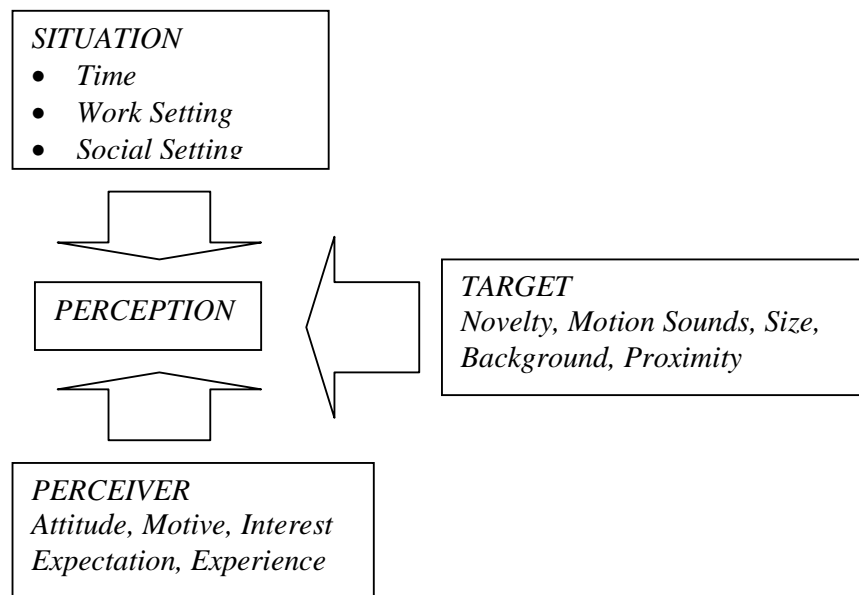 SITUATION
• Time
• Work Setting
• Social Setting
PERCEPTION
TARGET
Novelty, Motion Sounds, Size,
Background, Proximity
PERCEIVER
Attitude, Motive, Interest
Expectation, Experience